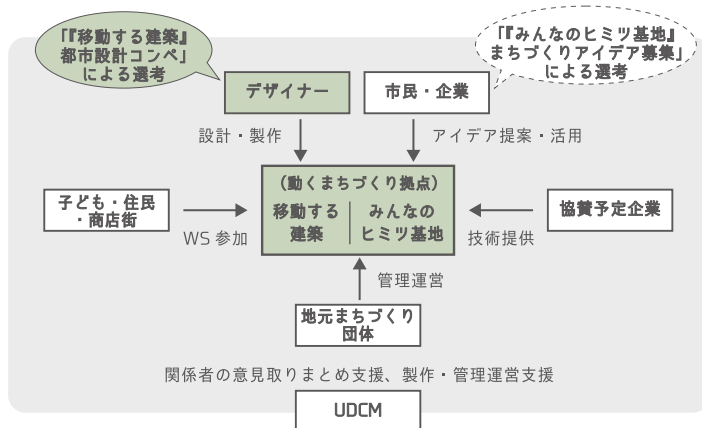 「『移動する建築』
都市設計コンペ」
による選考
「『みんなのヒミツ基地』
まちづくりアイデア募集」
による選考
デザイナー
市民・企業
設計・製作
アイデア提案・活用
（動くまちづくり拠点）
移動する
建築
みんなの
ヒミツ基地
子ども・住民
・商店街
WS 参加
協賛予定企業
技術提供
管理運営
地元まちづくり
団体
関係者の意見取りまとめ支援、製作・管理運営支援
UDCM